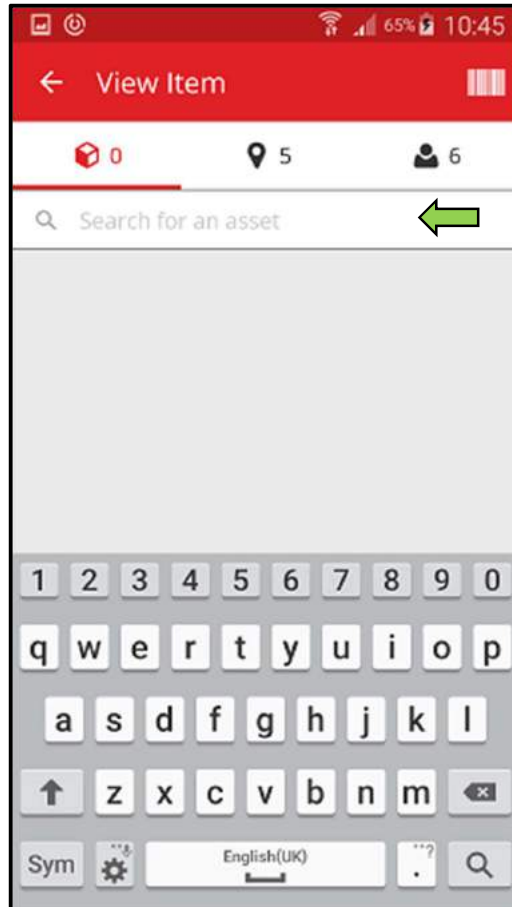 65% 10:45
View Item
0 5 6
Search for an asset
1 2 3 4 5 6 7 8 9 0
q w e r t y u i o p
a s d f g h j k l
z x c v b n m
Sym English(UK) . ?